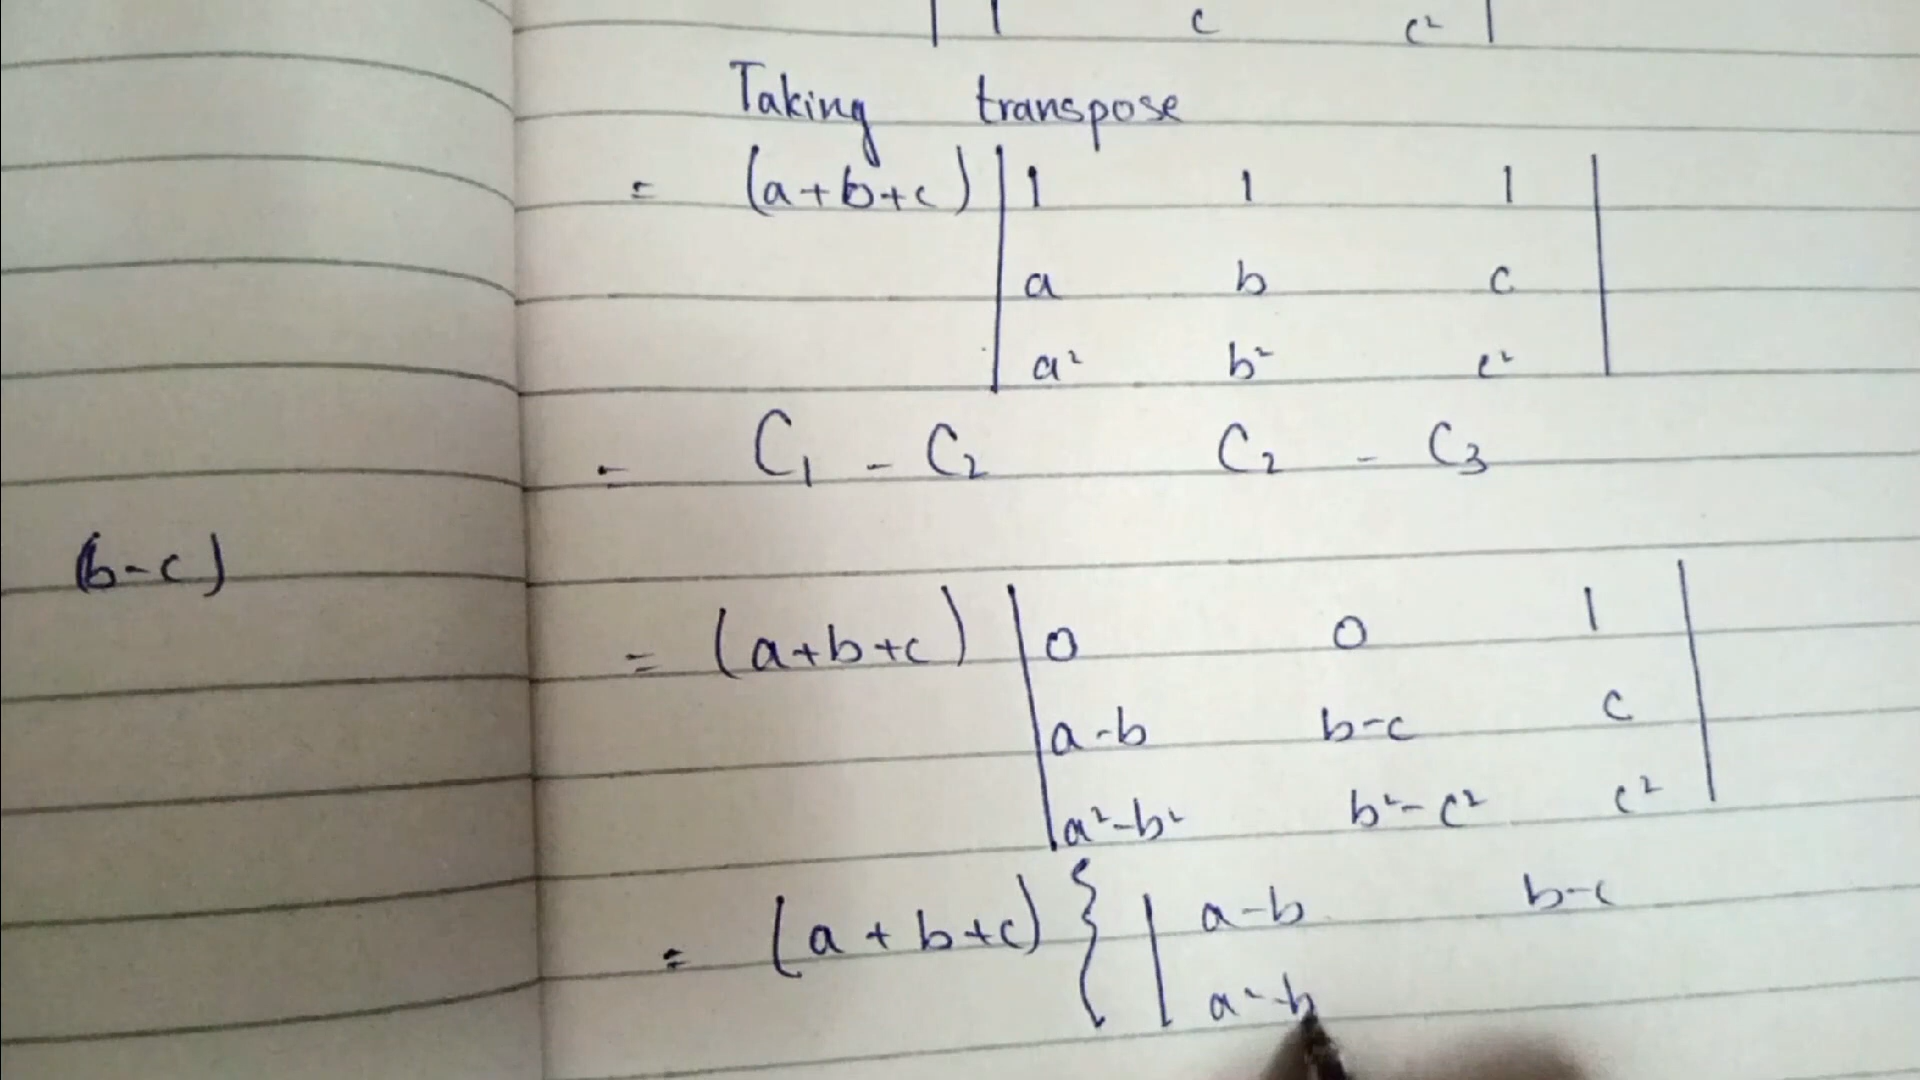 | 1 c c² |
Taking transpose
= (a+b+c) | 1 1 1 |
a b c
a² b² c²
= C₁ - C₂ C₂ - C₃
(b-c)
= (a+b+c) | 0 0 1 |
a-b b-c c
a²-b² b²-c² c²
= (a+b+c) { | a-b b-c
a²-b